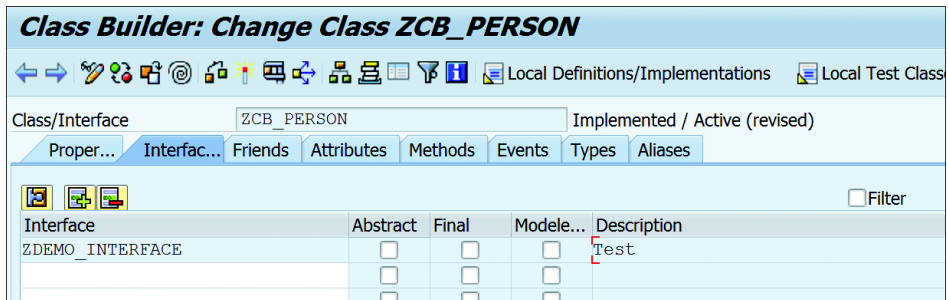 Class Builder: Change Class ZCB_PERSON
Local Definitions/Implementations Local Test Classe
Class/Interface ZCB_PERSON Implemented / Active (revised)
Proper... Interfac... Friends Attributes Methods Events Types Aliases
Filter
Interface Abstract Final Modele... Description
ZDEMO_INTERFACE Test